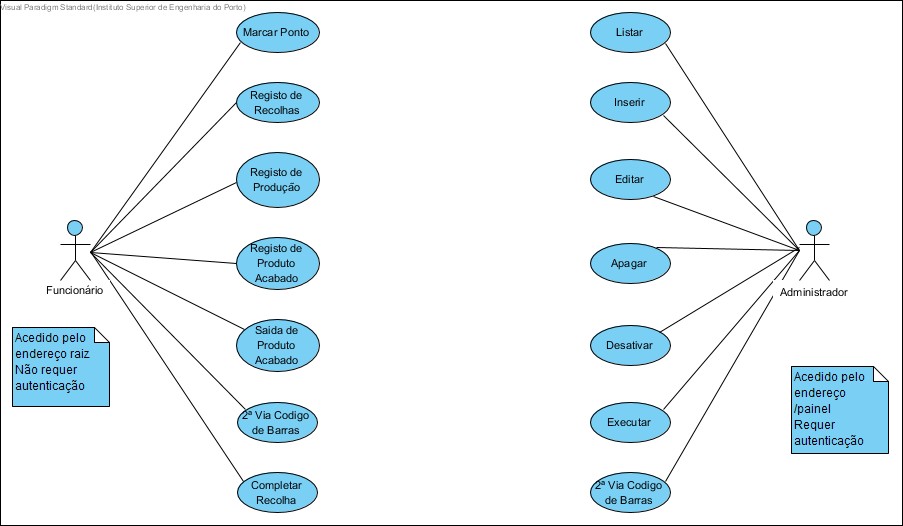 Visual Paradigm Standard(Instituto Superior de Engenharia do Porto)
Marcar Ponto
Registo de
Recolhas
Registo de
Produção
Registo de
Produto
Acabado
Saida de
Produto
Acabado
2ª Via Codigo
de Barras
Completar
Recolha
Funcionário
Acedido pelo
endereço raiz
Não requer
autenticação
Listar
Inserir
Editar
Apagar
Desativar
Executar
2ª Via Codigo
de Barras
Administrador
Acedido pelo
endereço
/painel
Requer
autenticação